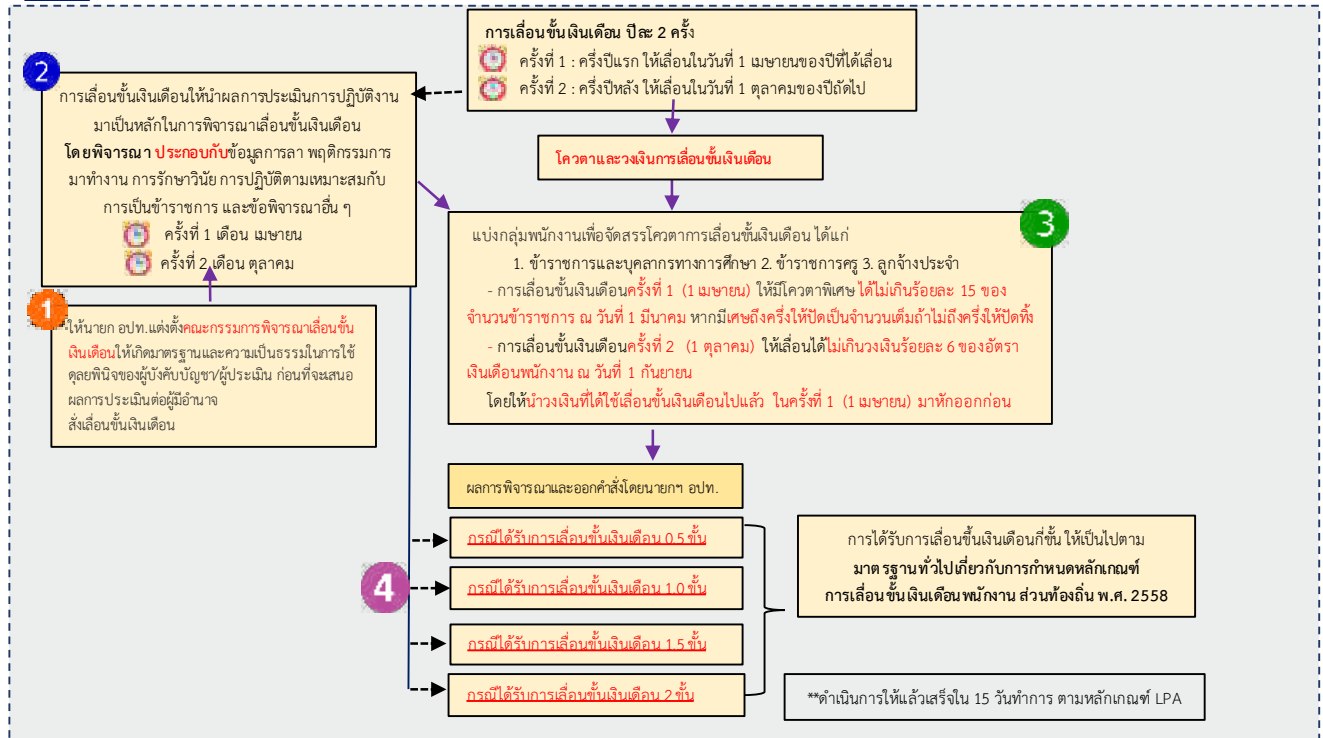 การเลื่อนขั้นเงินเดือน ปีละ 2 ครั้ง
ครั้งที่ 1 : ครึ่งปีแรก ให้เลื่อนในวันที่ 1 เมษายนของปีที่ได้เลื่อน
ครั้งที่ 2 : ครึ่งปีหลัง ให้เลื่อนในวันที่ 1 ตุลาคมของปีถัดไป
2
การเลื่อนขั้นเงินเดือนให้นำผลการประเมินการปฏิบัติงาน
มาเป็นหลักในการพิจารณาเลื่อนขั้นเงินเดือน
โดยพิจารณา ประกอบกับข้อมูลการลา พฤติกรรมการ
มาทำงาน การรักษาวินัย การปฏิบัติตามเหมาะสมกับ
การเป็นข้าราชการ และข้อพิจารณาอื่น ๆ
ครั้งที่ 1 เดือน เมษายน
ครั้งที่ 2 เดือน ตุลาคม
โควตาและวงเงินการเลื่อนขั้นเงินเดือน
3
แบ่งกลุ่มพนักงานเพื่อจัดสรรโควตาการเลื่อนขั้นเงินเดือน ได้แก่
1. ข้าราชการและบุคลากรทางการศึกษา 2. ข้าราชการครู 3. ลูกจ้างประจำ
- การเลื่อนขั้นเงินเดือนครั้งที่ 1 (1 เมษายน) ให้มีโควตาพิเศษ ได้ไม่เกินร้อยละ 15 ของ
จำนวนข้าราชการ ณ วันที่ 1 มีนาคม หากมีเศษถึงครึ่งให้ปัดเป็นจำนวนเต็มถ้าไม่ถึงครึ่งให้ปัดทิ้ง
- การเลื่อนขั้นเงินเดือนครั้งที่ 2 (1 ตุลาคม) ให้เลื่อนได้ไม่เกินวงเงินร้อยละ 6 ของอัตรา
เงินเดือนพนักงาน ณ วันที่ 1 กันยายน
โดยให้นำวงเงินที่ได้ใช้เลื่อนขั้นเงินเดือนไปแล้ว ในครั้งที่ 1 (1 เมษายน) มาหักออกก่อน
1
ให้นายก อปท.แต่งตั้งคณะกรรมการพิจารณาเลื่อนขั้น
เงินเดือนให้เกิดมาตรฐานและความเป็นธรรมในการใช้
ดุลยพินิจของผู้บังคับบัญชา/ผู้ประเมิน ก่อนที่จะเสนอ
ผลการประเมินต่อผู้มีอำนาจ
สั่งเลื่อนขั้นเงินเดือน
ผลการพิจารณาและออกคำสั่งโดยนายกฯ อปท.
4
กรณีได้รับการเลื่อนขั้นเงินเดือน 0.5 ขั้น
กรณีได้รับการเลื่อนขั้นเงินเดือน 1.0 ขั้น
กรณีได้รับการเลื่อนขั้นเงินเดือน 1.5 ขั้น
กรณีได้รับการเลื่อนขั้นเงินเดือน 2 ขั้น
การได้รับการเลื่อนขึ้นเงินเดือนกี่ขั้น ให้เป็นไปตาม
มาตรฐานทั่วไปเกี่ยวกับการกำหนดหลักเกณฑ์
การเลื่อนขั้นเงินเดือนพนักงาน ส่วนท้องถิ่น พ.ศ. 2558
**ดำเนินการให้แล้วเสร็จใน 15 วันทำการ ตามหลักเกณฑ์ LPA